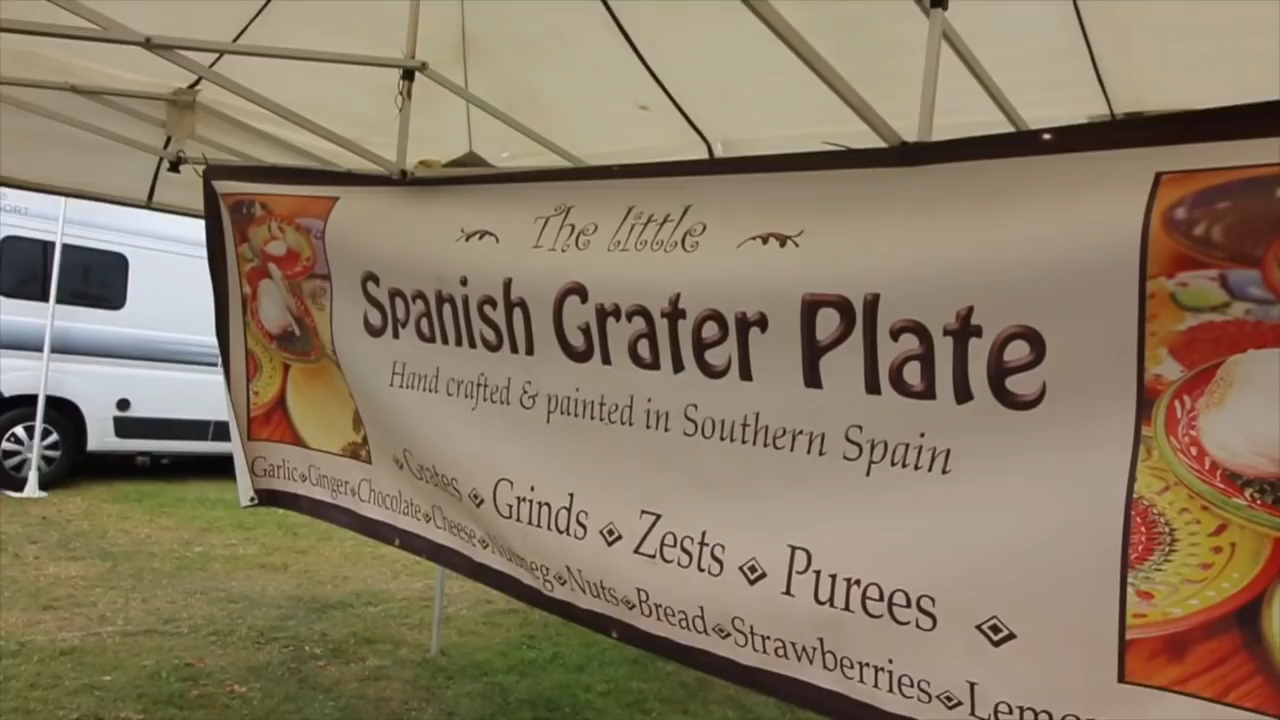 The little
Spanish Grater Plate
Hand crafted & painted in Southern Spain
Grates Grinds Zests Purees
Garlic Ginger Chocolate Cheese Nutmeg Nuts Bread Strawberries